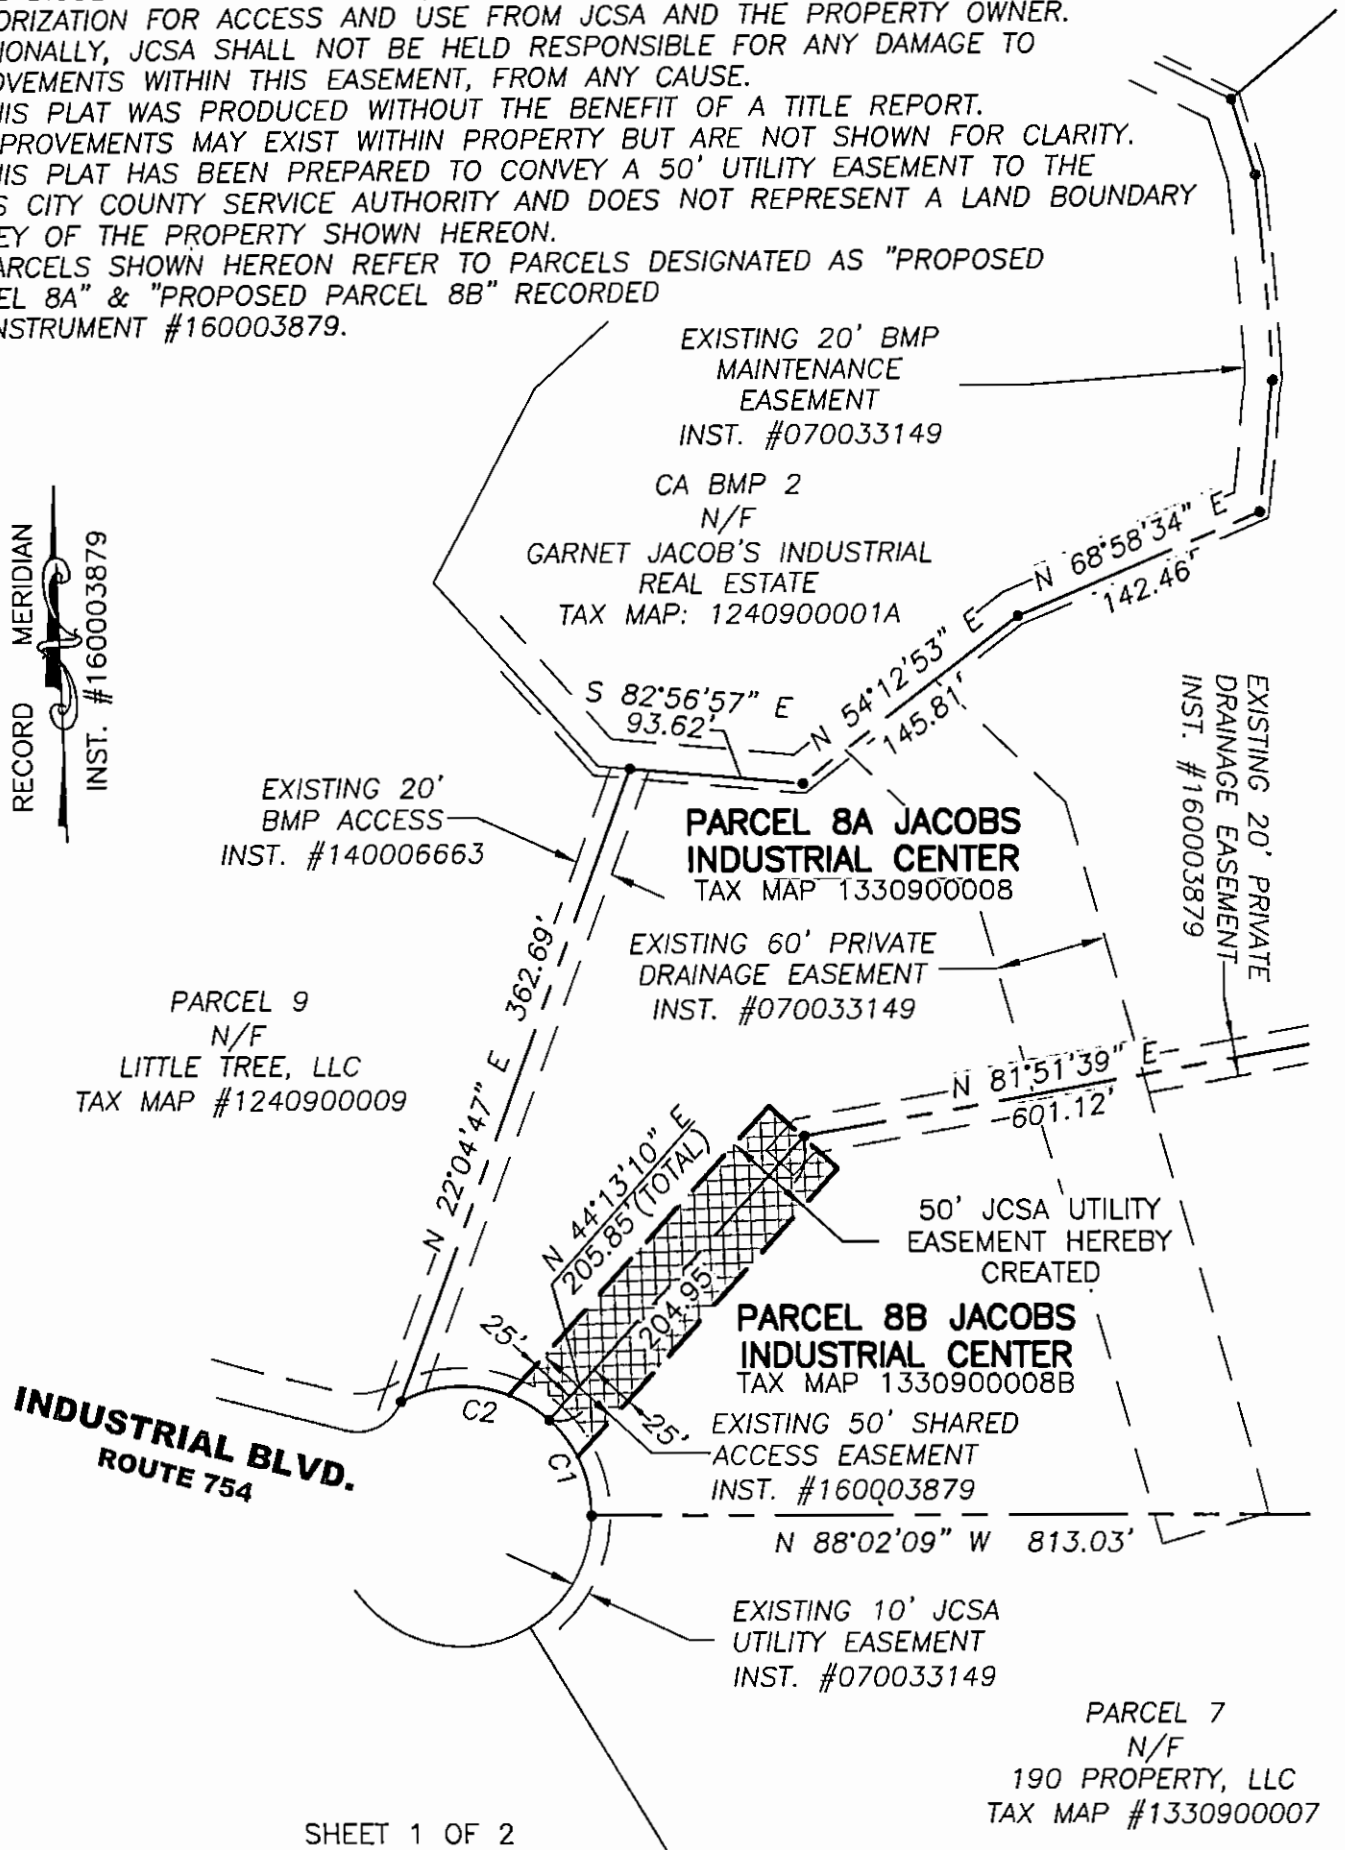 ORIZATION FOR ACCESS AND USE FROM JCSA AND THE PROPERTY OWNER.
IONALLY, JCSA SHALL NOT BE HELD RESPONSIBLE FOR ANY DAMAGE TO
OVEMENTS WITHIN THIS EASEMENT, FROM ANY CAUSE.
HIS PLAT WAS PRODUCED WITHOUT THE BENEFIT OF A TITLE REPORT.
PROVEMENTS MAY EXIST WITHIN PROPERTY BUT ARE NOT SHOWN FOR CLARITY.
HIS PLAT HAS BEEN PREPARED TO CONVEY A 50' UTILITY EASEMENT TO THE
S CITY COUNTY SERVICE AUTHORITY AND DOES NOT REPRESENT A LAND BOUNDARY
EY OF THE PROPERTY SHOWN HEREON.
ARCELS SHOWN HEREON REFER TO PARCELS DESIGNATED AS "PROPOSED
EL 8A" & "PROPOSED PARCEL 8B" RECORDED
NSTRUMENT #160003879.
EXISTING 20' BMP
MAINTENANCE
EASEMENT
INST. #070033149
CA BMP 2
N/F
GARNET JACOB'S INDUSTRIAL
REAL ESTATE
TAX MAP: 1240900001A
RECORD MERIDIAN
INST. #160003879
N 68°58'34" E
142.46'
N 54°12'53" E
145.81'
S 82°56'57" E
93.62'
EXISTING 20' PRIVATE
DRAINAGE EASEMENT
INST. #160003879
EXISTING 20'
BMP ACCESS
INST. #140006663
PARCEL 8A JACOBS
INDUSTRIAL CENTER
TAX MAP 1330900008
EXISTING 60' PRIVATE
DRAINAGE EASEMENT
INST. #070033149
PARCEL 9
N/F
LITTLE TREE, LLC
TAX MAP #1240900009
N 22°04'47" E 362.69'
N 81°51'39" E
601.12'
N 44°13'10" E
205.85' (TOTAL)
204.95'
50' JCSA UTILITY
EASEMENT HEREBY
CREATED
PARCEL 8B JACOBS
INDUSTRIAL CENTER
TAX MAP 1330900008B
25'
25'
C2
C1
EXISTING 50' SHARED
ACCESS EASEMENT
INST. #160003879
INDUSTRIAL BLVD.
ROUTE 754
N 88°02'09" W 813.03'
EXISTING 10' JCSA
UTILITY EASEMENT
INST. #070033149
PARCEL 7
N/F
190 PROPERTY, LLC
TAX MAP #1330900007
SHEET 1 OF 2